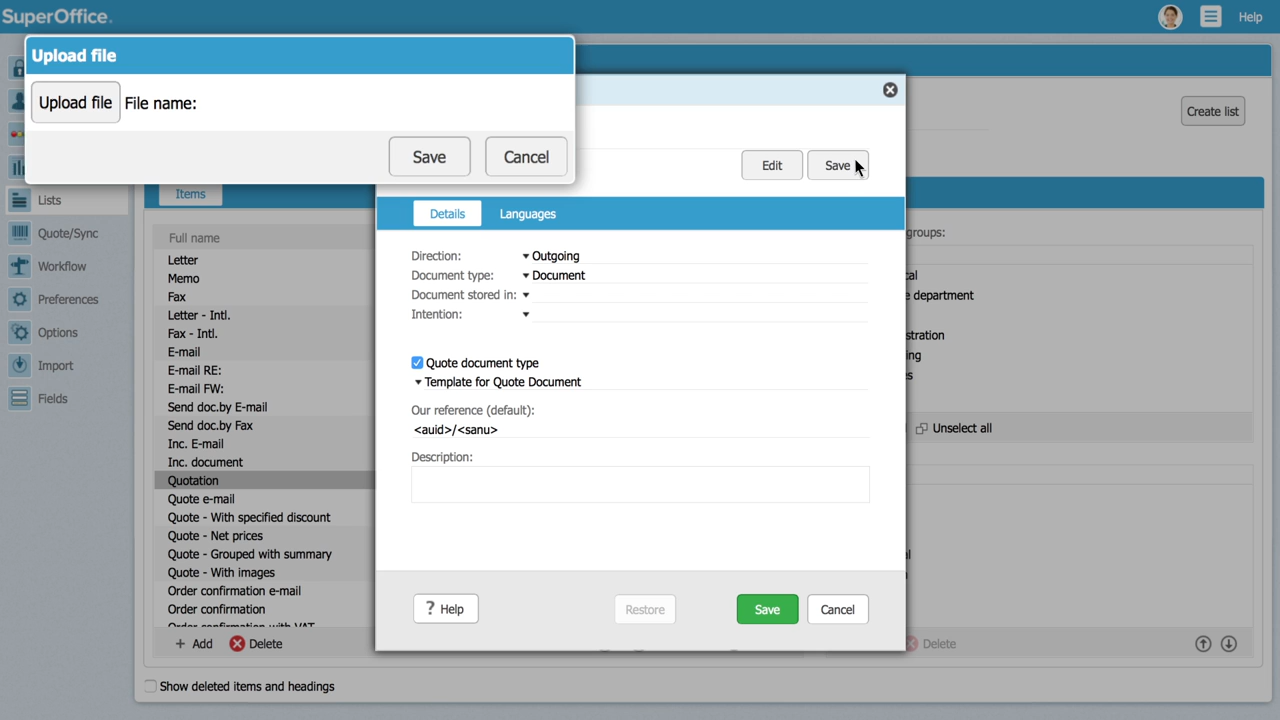 SuperOffice.
Help
Upload file
Upload file File name:
Save Cancel
Create list
Edit Save
Lists
Quote/Sync
Workflow
Preferences
Options
Import
Fields
Items
Full name
Letter
Memo
Fax
Letter - Intl.
Fax - Intl.
E-mail
E-mail RE:
E-mail FW:
Send doc.by E-mail
Send doc.by Fax
Inc. E-mail
Inc. document
Quotation
Quote e-mail
Quote - With specified discount
Quote - Net prices
Quote - Grouped with summary
Quote - With images
Order confirmation e-mail
Order confirmation
Order confirmation with VAT
+ Add Delete
Show deleted items and headings
Details Languages
Direction: Outgoing
Document type: Document
Document stored in:
Intention:
Quote document type
Template for Quote Document
Our reference (default):
<auid>/<sanu>
Description:
? Help Restore Save Cancel
groups:
department
Unselect all
Delete